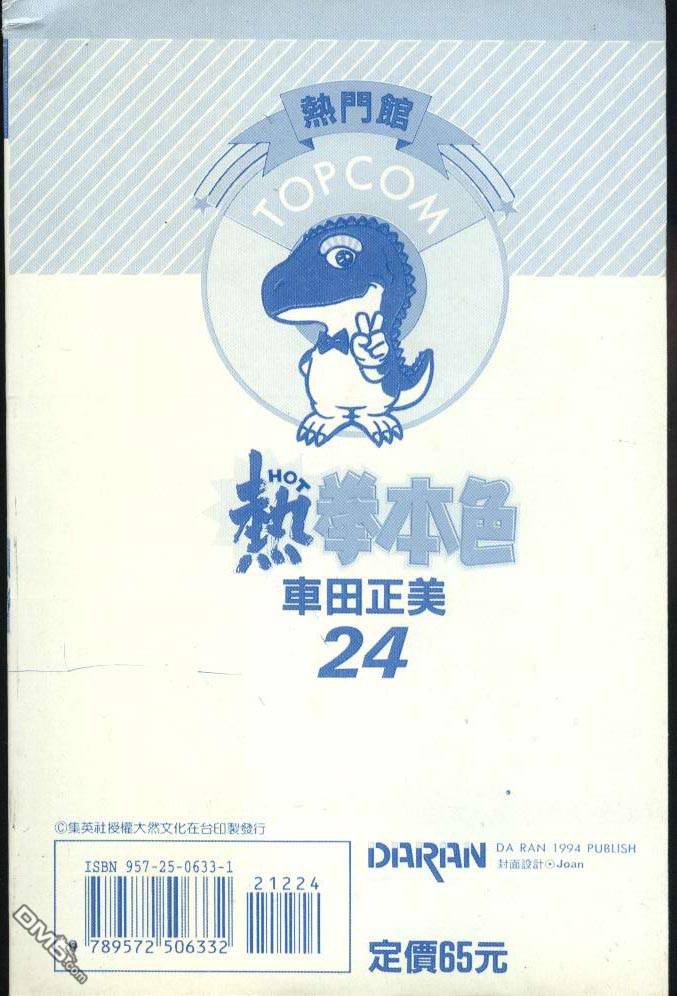 熱門館
TOPCOM
HOT
熱拳本色
車田正美
24
©集英社授權大然文化在台印製發行
ISBN 957-25-0633-1
21224
9 789572 506332
DARAN
DA RAN 1994 PUBLISH
封面設計⊙Joan
定價65元
DM5.com